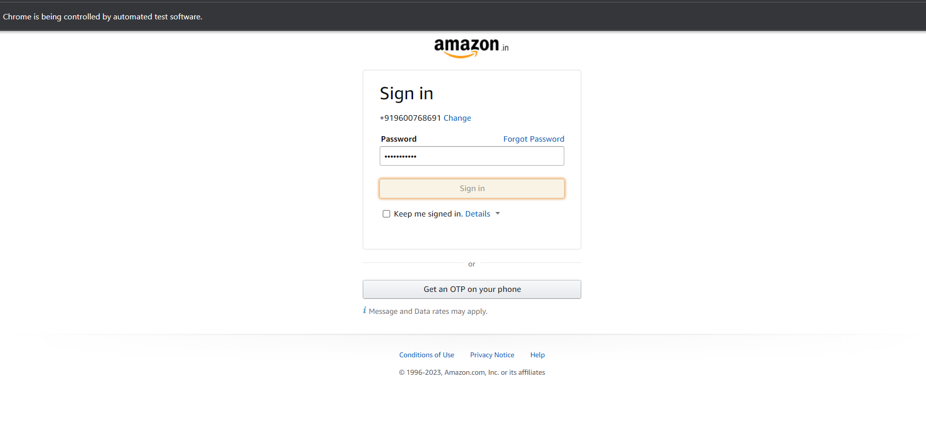 Chrome is being controlled by automated test software.
amazon.in
Sign in
+919600768691 Change
Password Forgot Password
•••••••••••
Sign in
Keep me signed in. Details
or
Get an OTP on your phone
i Message and Data rates may apply.
Conditions of Use Privacy Notice Help
© 1996-2023, Amazon.com, Inc. or its affiliates